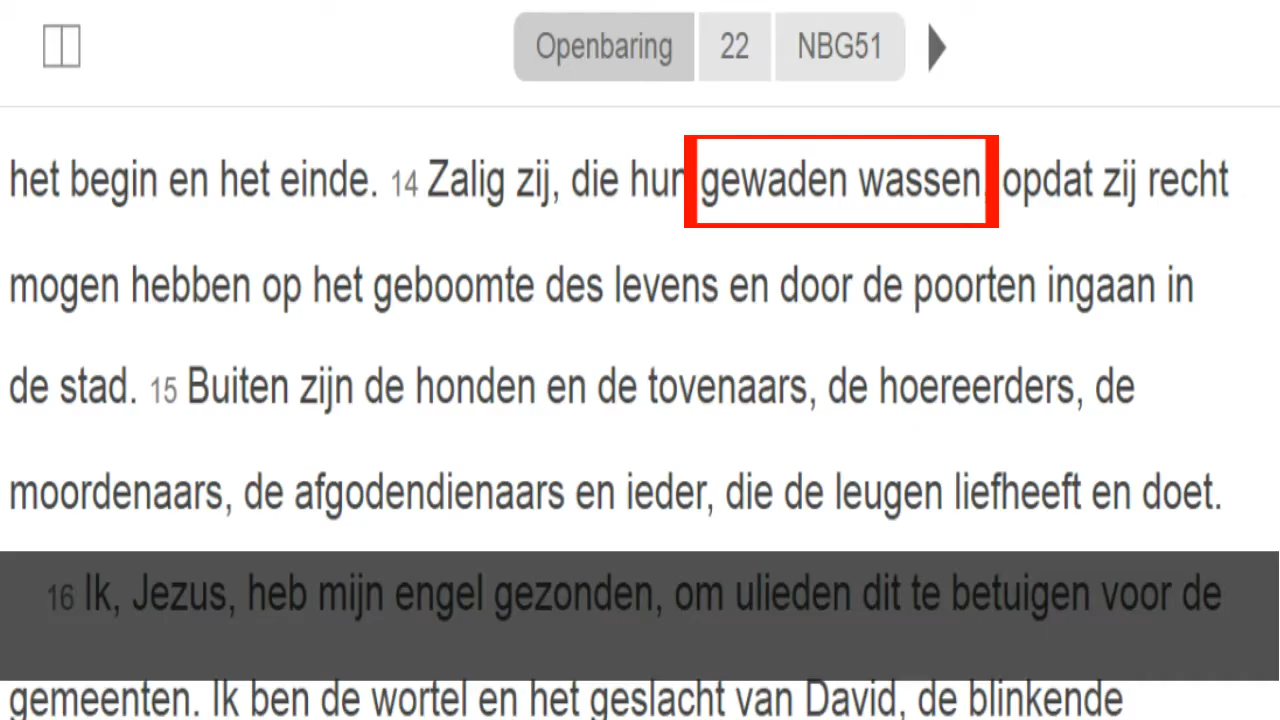 Openbaring 22 NBG51
het begin en het einde. 14 Zalig zij, die hun gewaden wassen, opdat zij recht
mogen hebben op het geboomte des levens en door de poorten ingaan in
de stad. 15 Buiten zijn de honden en de tovenaars, de hoereerders, de
moordenaars, de afgodendienaars en ieder, die de leugen liefheeft en doet.
16 Ik, Jezus, heb mijn engel gezonden, om ulieden dit te betuigen voor de
gemeenten. Ik ben de wortel en het geslacht van David, de blinkende